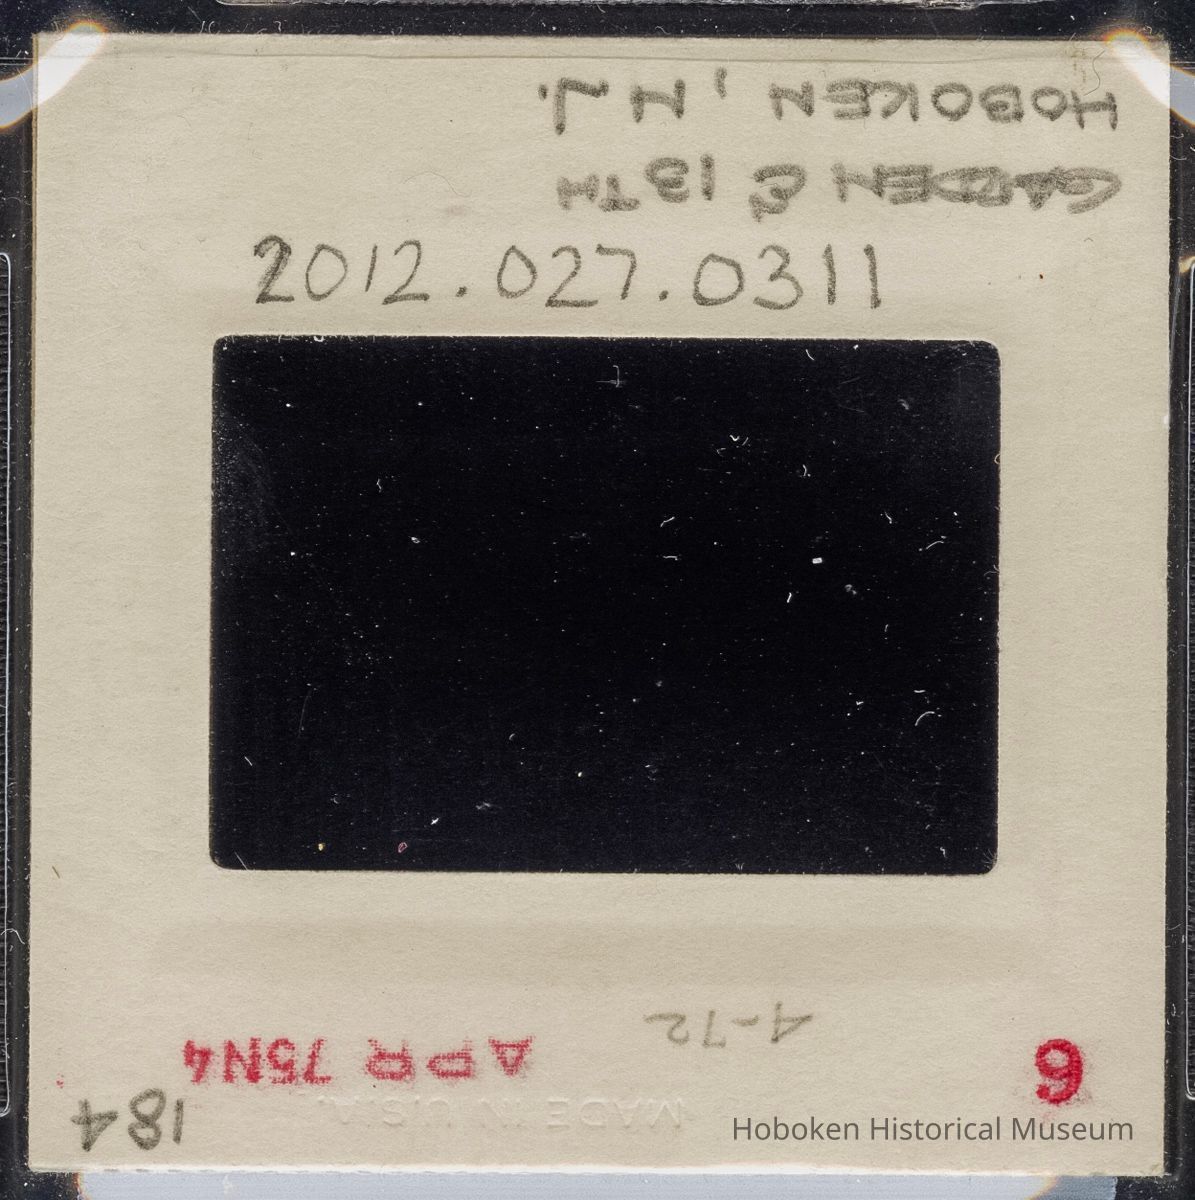 GARDEN & 13TH
HOBOKEN, N.J.
2012.027.0311
4-72
6
APR 75N4
184
MADE IN U.S.A.
Hoboken Historical Museum